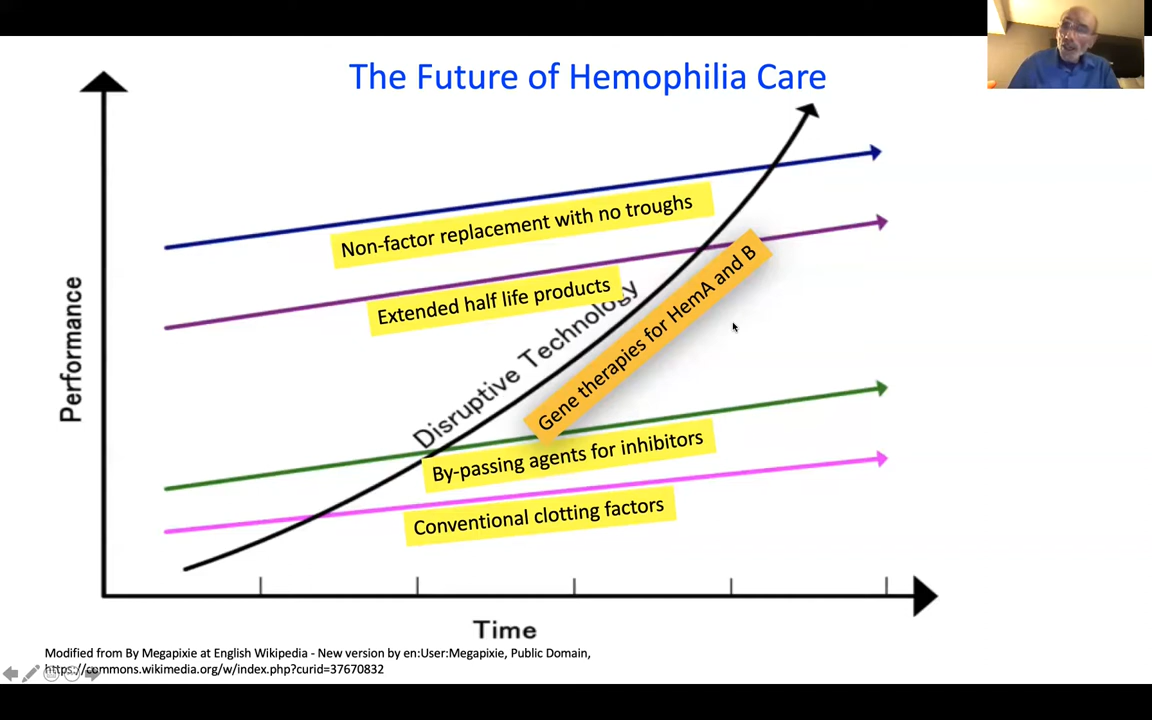 The Future of Hemophilia Care
Performance
Non-factor replacement with no troughs
Extended half life products
Disruptive Technology
Gene therapies for HemA and B
By-passing agents for inhibitors
Conventional clotting factors
Time
Modified from By Megapixie at English Wikipedia - New version by en:User:Megapixie, Public Domain,
https://commons.wikimedia.org/w/index.php?curid=37670832